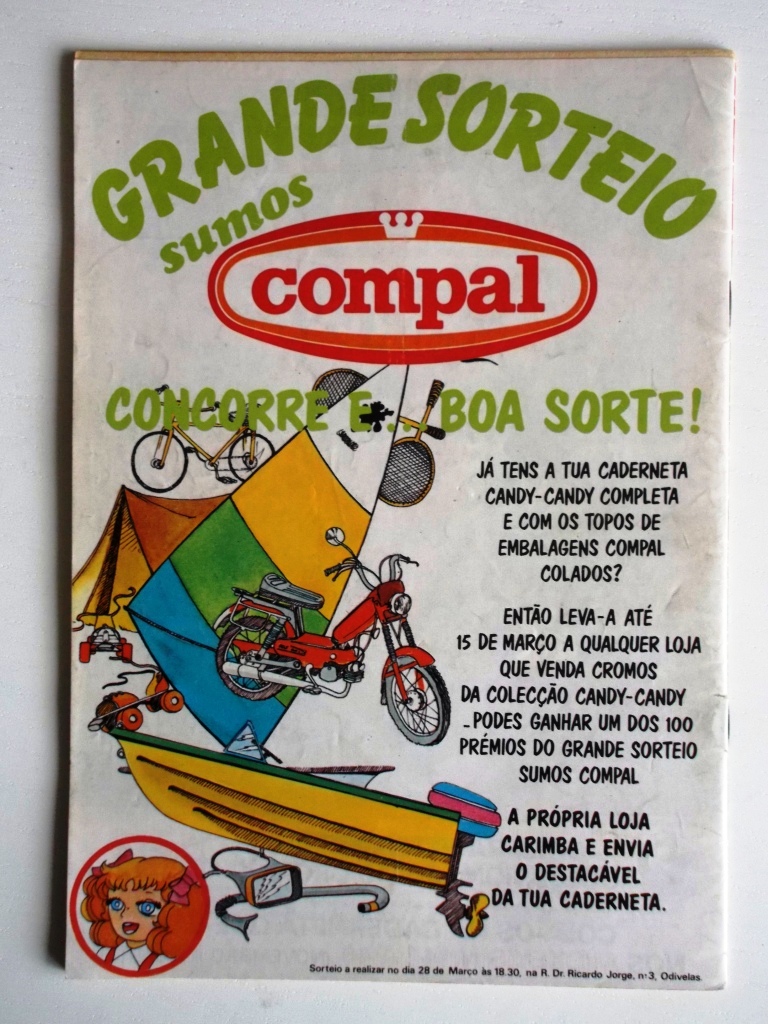 GRANDE SORTEIO
sumos
compal
CONCORRE E... BOA SORTE!
JÁ TENS A TUA CADERNETA
CANDY-CANDY COMPLETA
E COM OS TOPOS DE
EMBALAGENS COMPAL
COLADOS?
ENTÃO LEVA-A ATÉ
15 DE MARÇO A QUALQUER LOJA
QUE VENDA CROMOS
DA COLECÇÃO CANDY-CANDY
- PODES GANHAR UM DOS 100
PRÉMIOS DO GRANDE SORTEIO
SUMOS COMPAL
A PRÓPRIA LOJA
CARIMBA E ENVIA
O DESTACÁVEL
DA TUA CADERNETA.
Sorteio a realizar no dia 28 de Março às 18.30, na R. Dr. Ricardo Jorge, nº 3, Odivelas.